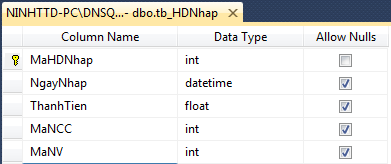 NINHTTD-PC\DNSQ...- dbo.tb_HDNhap
Column Name Data Type Allow Nulls
MaHDNhap int
NgayNhap datetime
ThanhTien float
MaNCC int
MaNV int